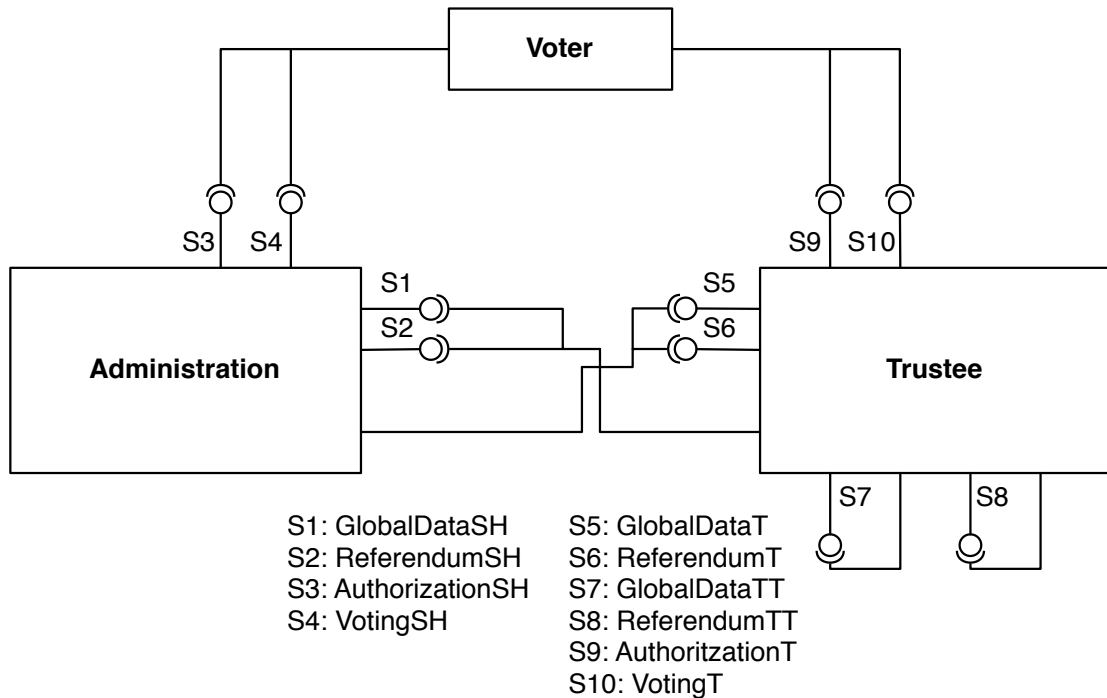 Voter
S3 S4
S9 S10
S1
S5
S2
S6
Administration
Trustee
S7
S8
S1: GlobalDataSH
S2: ReferendumSH
S3: AuthorizationSH
S4: VotingSH
S5: GlobalDataT
S6: ReferendumT
S7: GlobalDataTT
S8: ReferendumTT
S9: AuthoritzationT
S10: VotingT